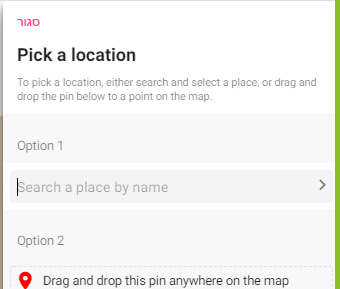 סגור
Pick a location
To pick a location, either search and select a place, or drag and
drop the pin below to a point on the map.
Option 1
Search a place by name
Option 2
Drag and drop this pin anywhere on the map